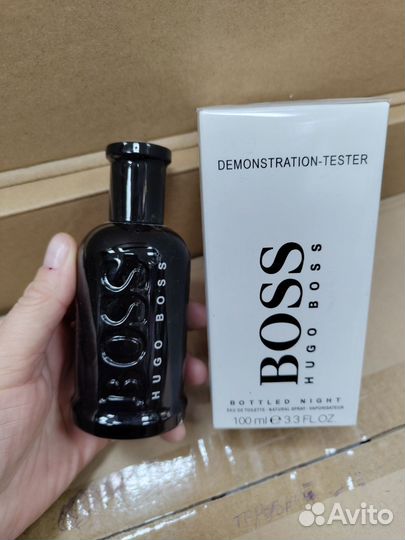 BOSS
HUGO BOSS
DEMONSTRATION-TESTER
BOSS
HUGO BOSS
BOTTLED NIGHT
EAU DE TOILETTE · NATURAL SPRAY · VAPORISATEUR
100 ml ℮ 3.3 FL OZ
Avito